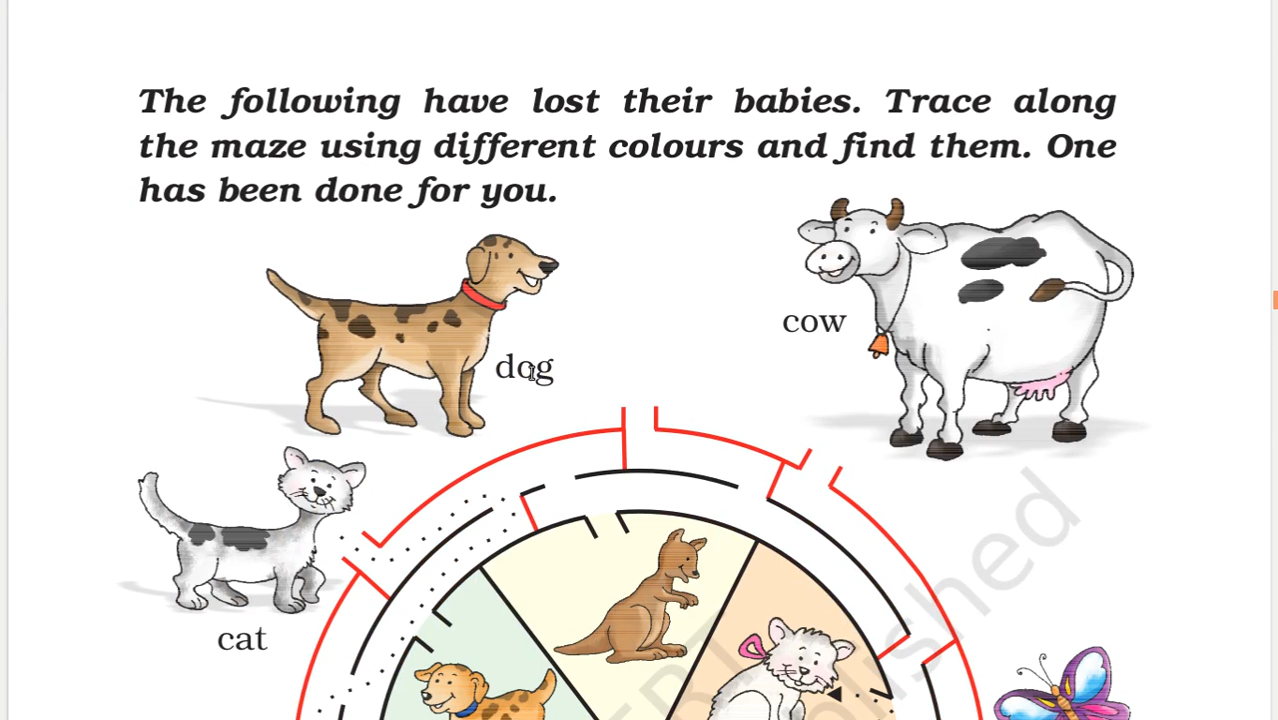 The following have lost their babies. Trace along
the maze using different colours and find them. One
has been done for you.
cow
dog
cat